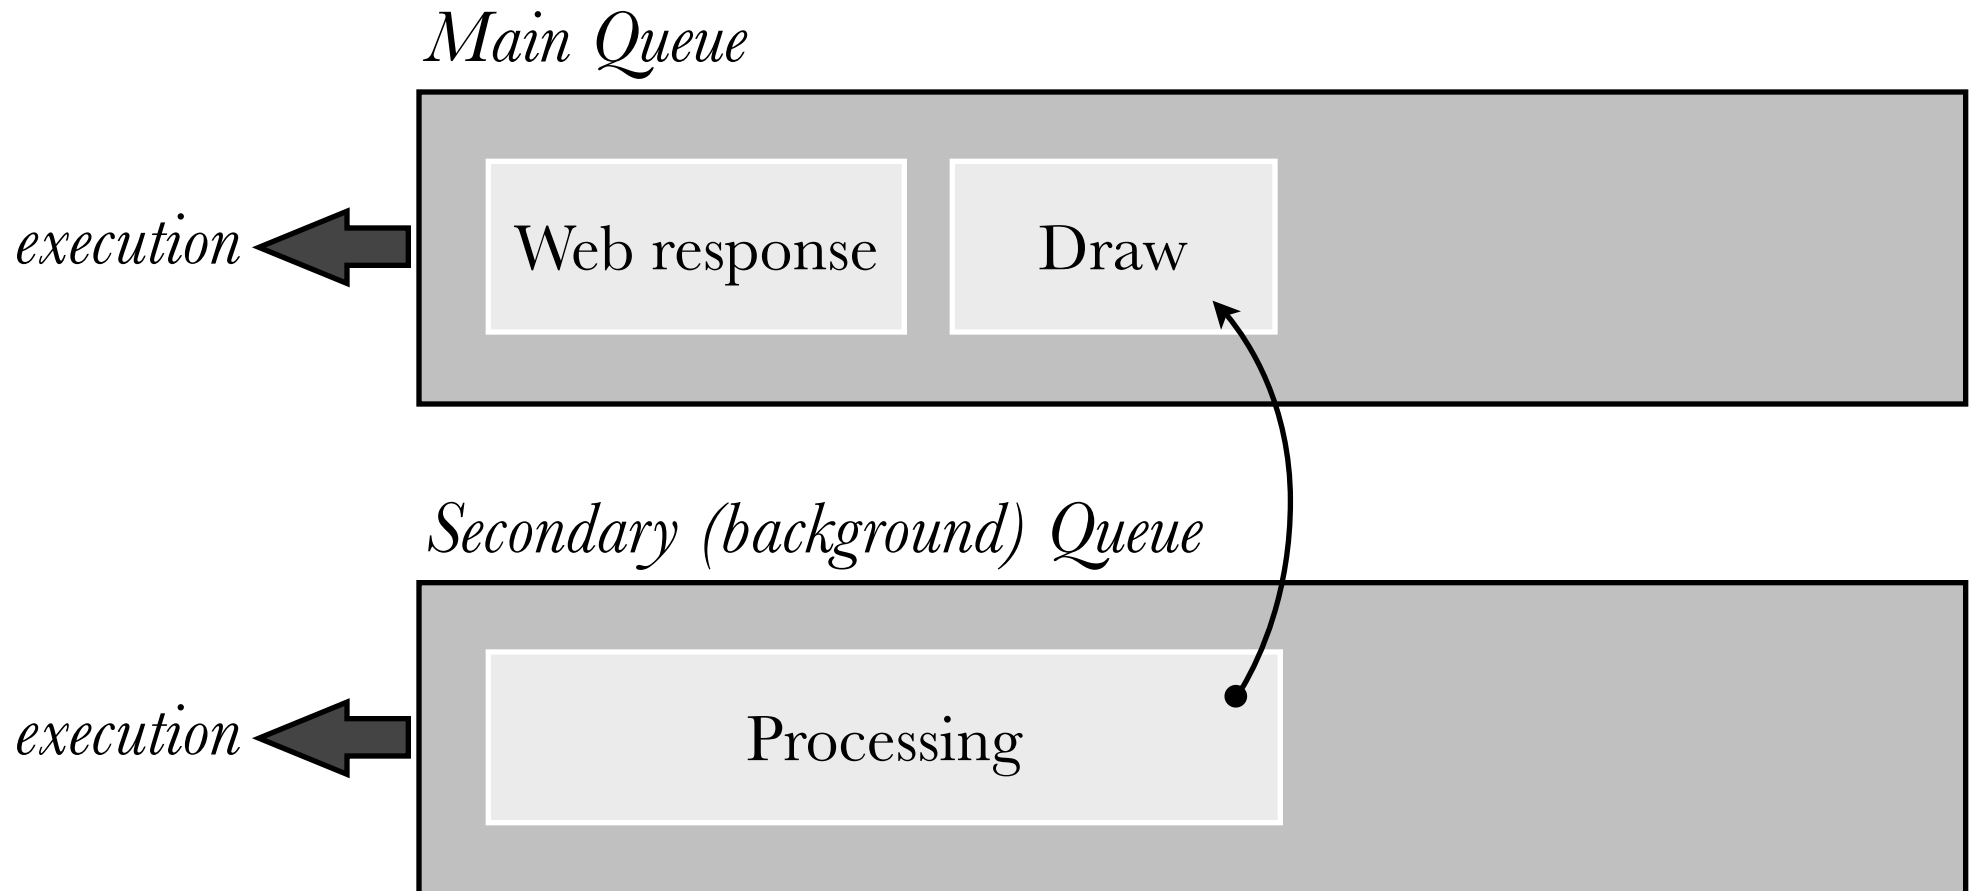 Main Queue
execution
Web response
Draw
Secondary (background) Queue
execution
Processing